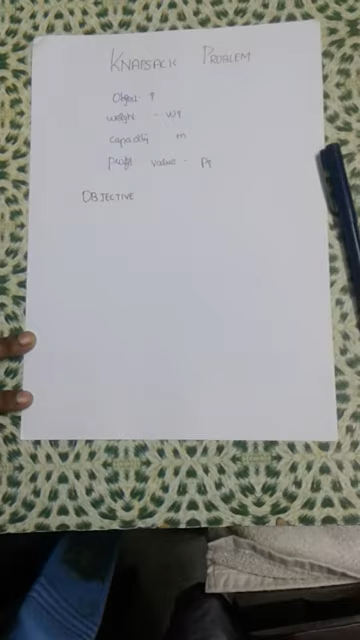 KNAPSACK PROBLEM
Object - i
weight - wi
capacity m
profit value - Pi
OBJECTIVE